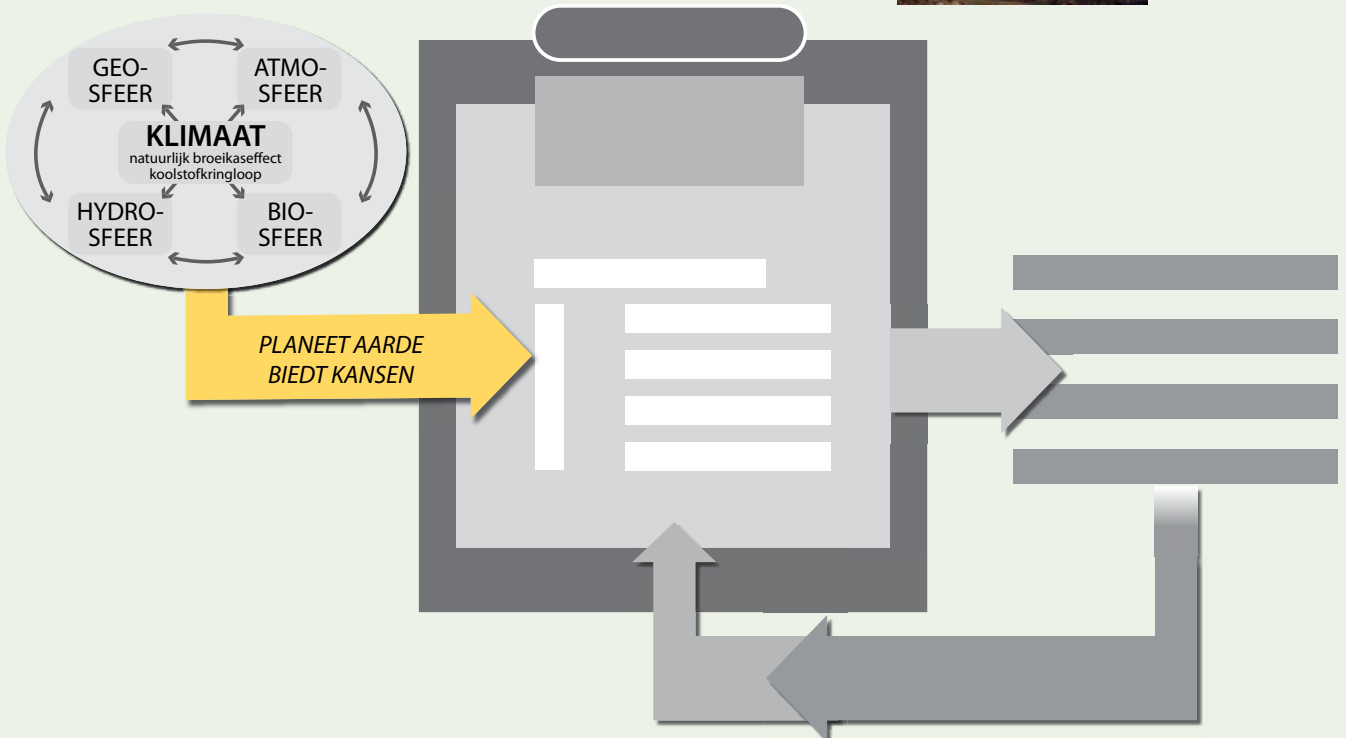 GEO-
SFEER
ATMO-
SFEER
KLIMAAT
natuurlijk broeikaseffect
koolstofkringloop
HYDRO-
SFEER
BIO-
SFEER
PLANEET AARDE
BIEDT KANSEN